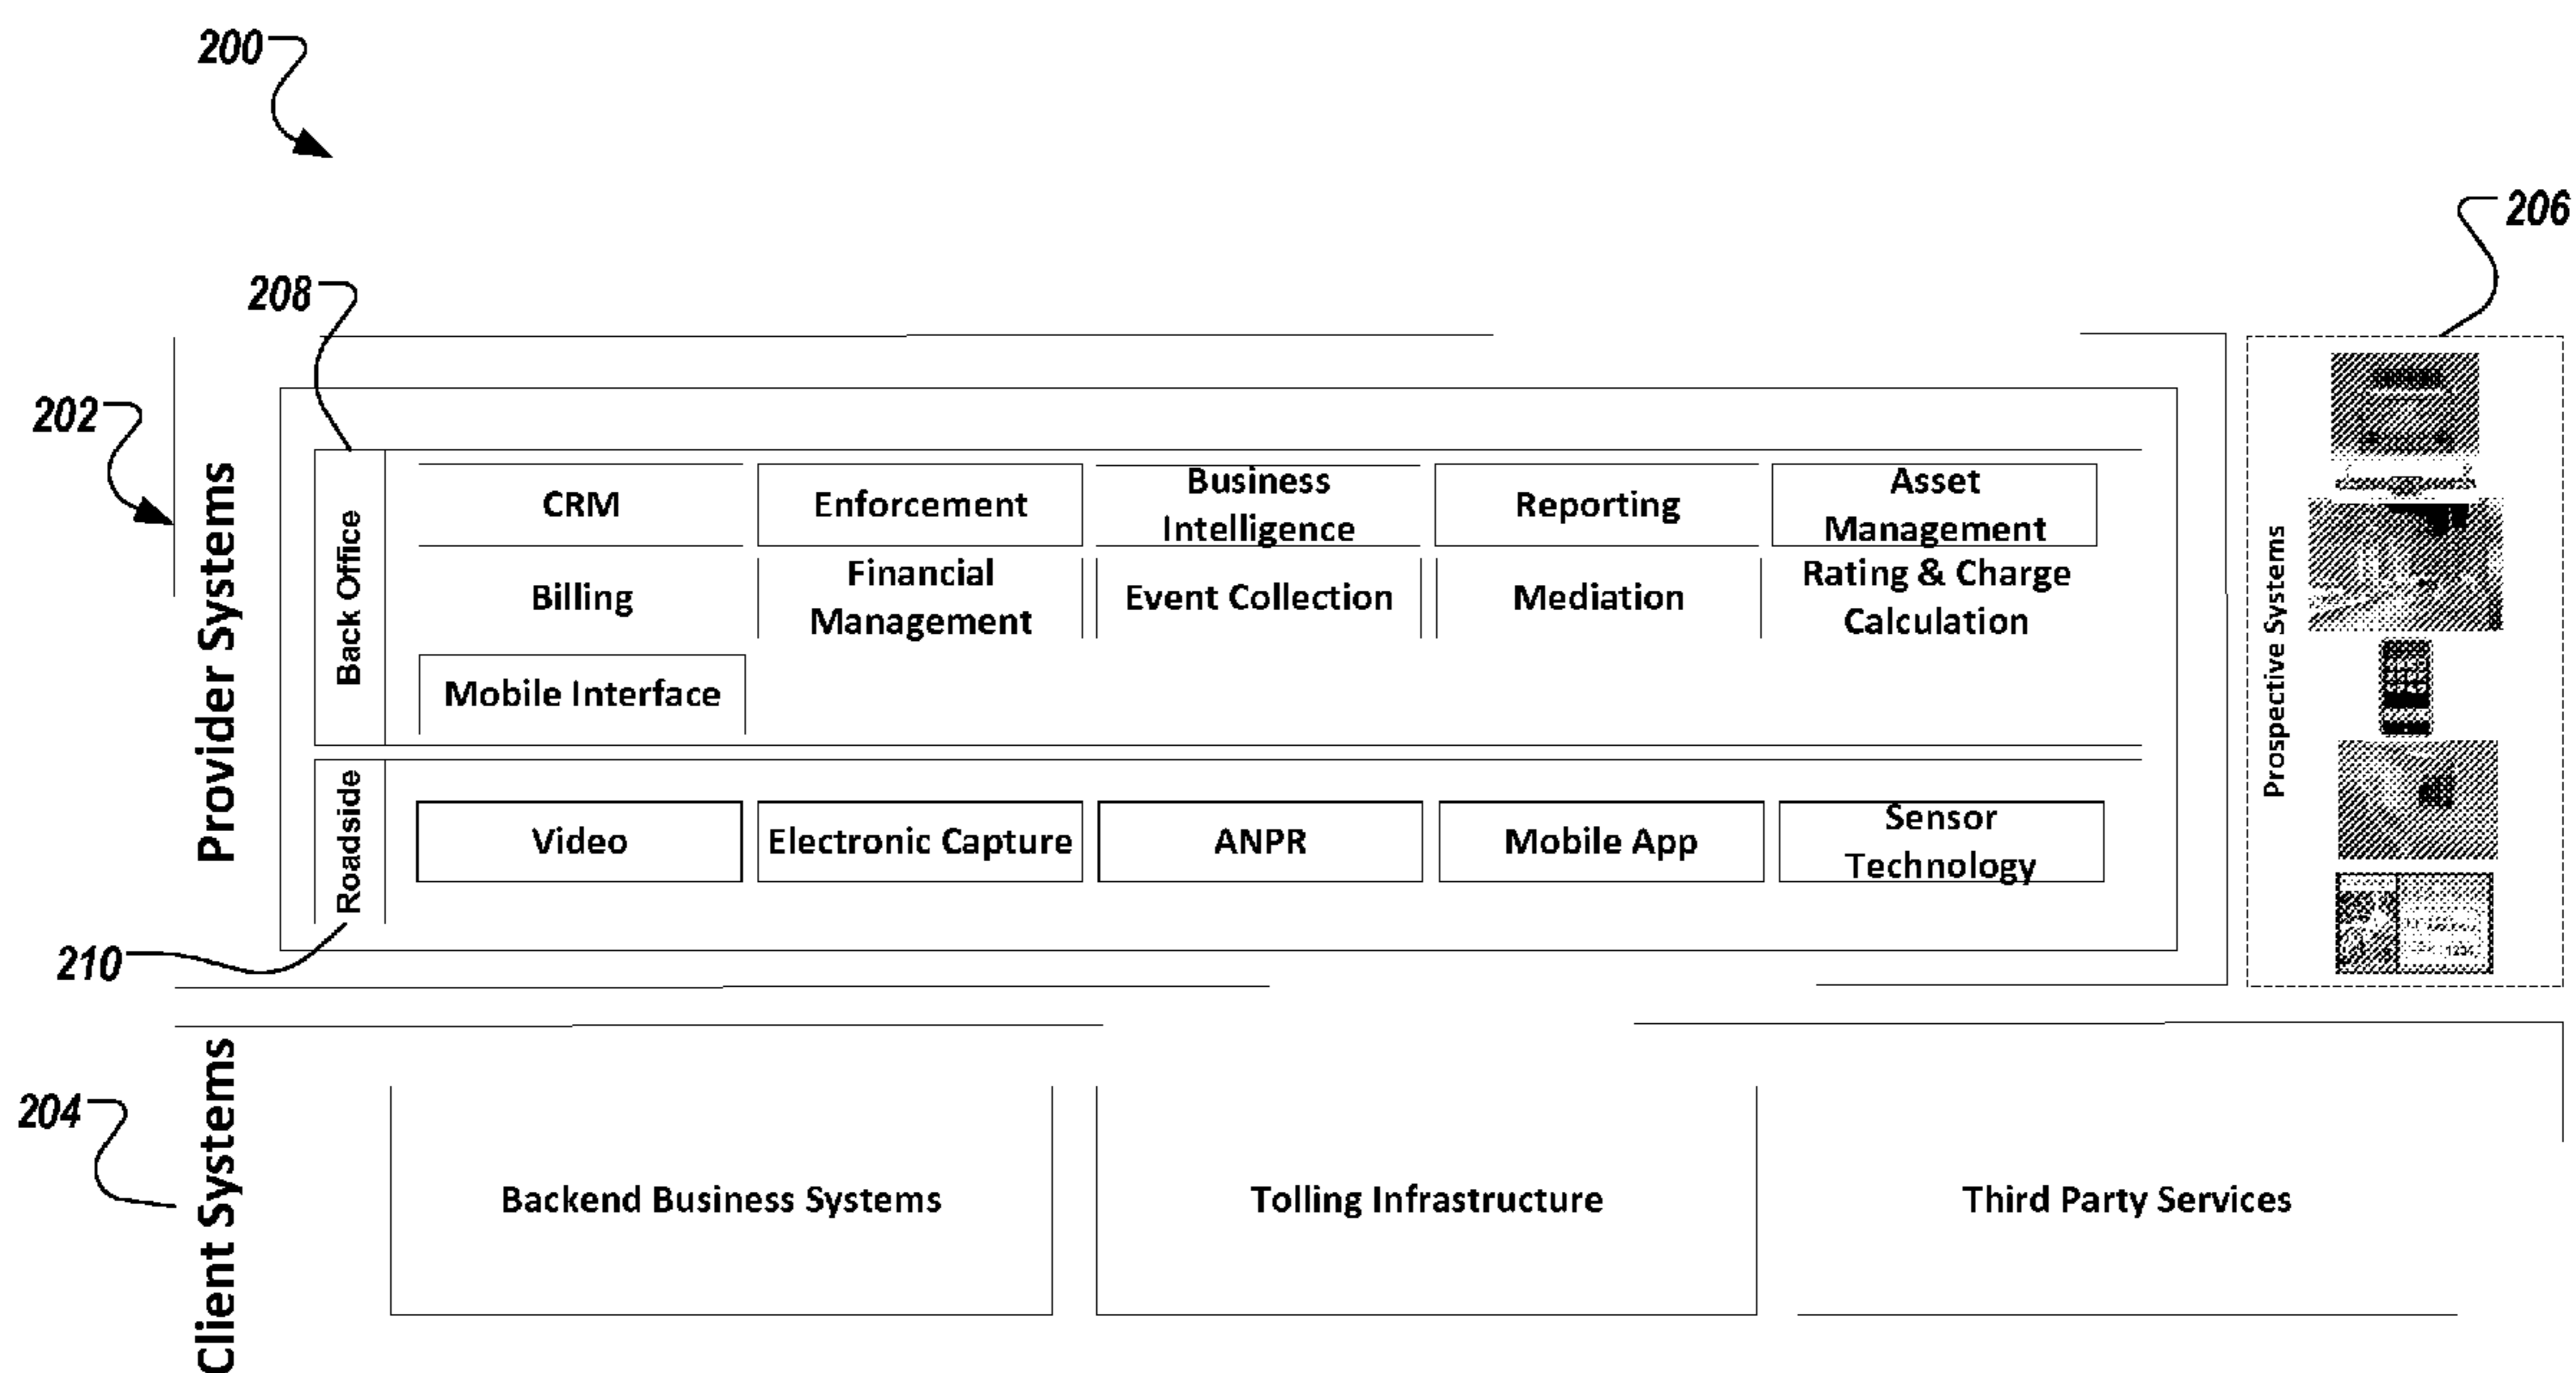 200
206
208
202
Provider Systems
Back Office
CRM
Enforcement
Business
Intelligence
Reporting
Asset
Management
Billing
Financial
Management
Event Collection
Mediation
Rating & Charge
Calculation
Mobile Interface
Roadside
Video
Electronic Capture
ANPR
Mobile App
Sensor
Technology
210
Prospective Systems
204
Client Systems
Backend Business Systems
Tolling Infrastructure
Third Party Services